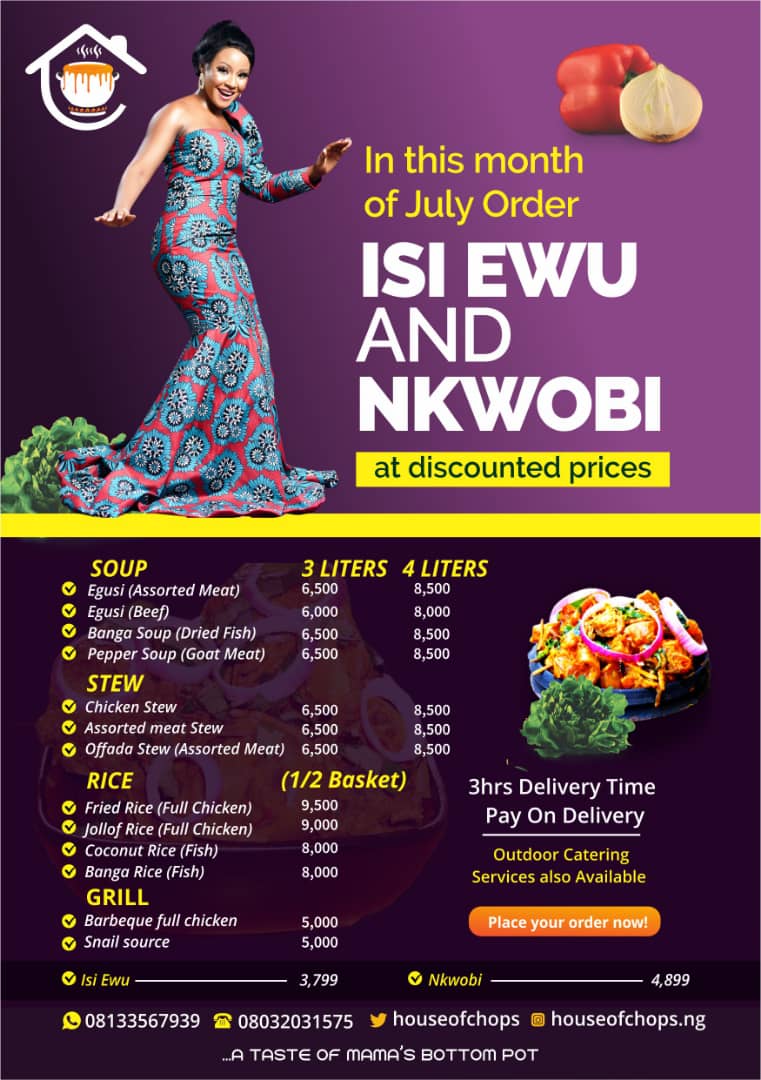 In this month
of July Order
ISI EWU
AND
NKWOBI
at discounted prices
SOUP 3 LITERS 4 LITERS
Egusi (Assorted Meat) 6,500 8,500
Egusi (Beef) 6,000 8,000
Banga Soup (Dried Fish) 6,500 8,500
Pepper Soup (Goat Meat) 6,500 8,500
STEW
Chicken Stew 6,500 8,500
Assorted meat Stew 6,500 8,500
Offada Stew (Assorted Meat) 6,500 8,500
RICE (1/2 Basket)
Fried Rice (Full Chicken) 9,500
Jollof Rice (Full Chicken) 9,000
Coconut Rice (Fish) 8,000
Banga Rice (Fish) 8,000
GRILL
Barbeque full chicken 5,000
Snail source 5,000
3hrs Delivery Time
Pay On Delivery
Outdoor Catering
Services also Available
Place your order now!
Isi Ewu 3,799 Nkwobi 4,899
08133567939 08032031575 houseofchops houseofchops.ng
...A TASTE OF MAMA'S BOTTOM POT